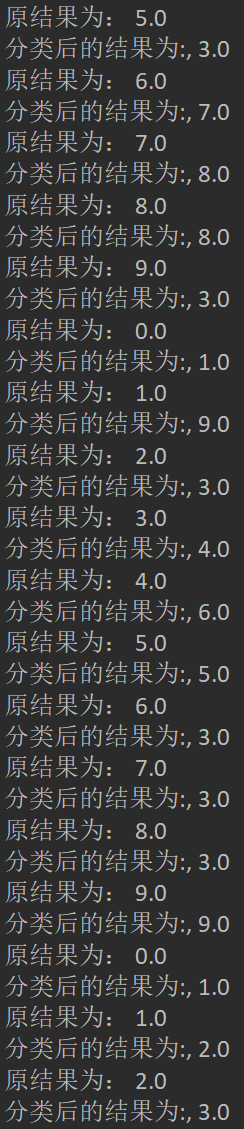 原结果为： 5.0
分类后的结果为:, 3.0
原结果为： 6.0
分类后的结果为:, 7.0
原结果为： 7.0
分类后的结果为:, 8.0
原结果为： 8.0
分类后的结果为:, 8.0
原结果为： 9.0
分类后的结果为:, 3.0
原结果为： 0.0
分类后的结果为:, 1.0
原结果为： 1.0
分类后的结果为:, 9.0
原结果为： 2.0
分类后的结果为:, 3.0
原结果为： 3.0
分类后的结果为:, 4.0
原结果为： 4.0
分类后的结果为:, 6.0
原结果为： 5.0
分类后的结果为:, 5.0
原结果为： 6.0
分类后的结果为:, 3.0
原结果为： 7.0
分类后的结果为:, 3.0
原结果为： 8.0
分类后的结果为:, 3.0
原结果为： 9.0
分类后的结果为:, 9.0
原结果为： 0.0
分类后的结果为:, 1.0
原结果为： 1.0
分类后的结果为:, 2.0
原结果为： 2.0
分类后的结果为:, 3.0